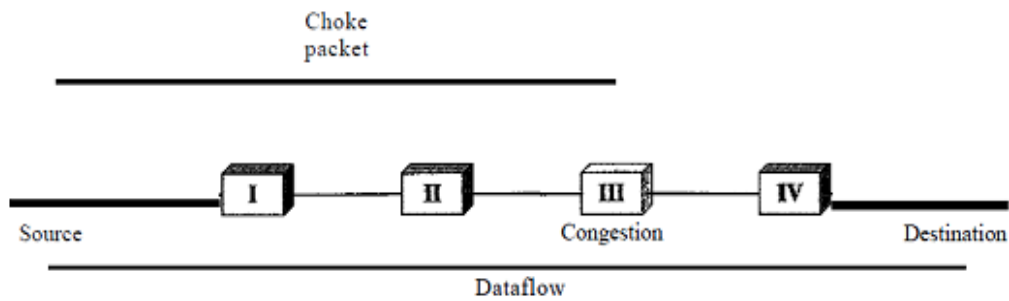 Choke
packet
I
II
III
IV
Source
Congestion
Destination
Dataflow